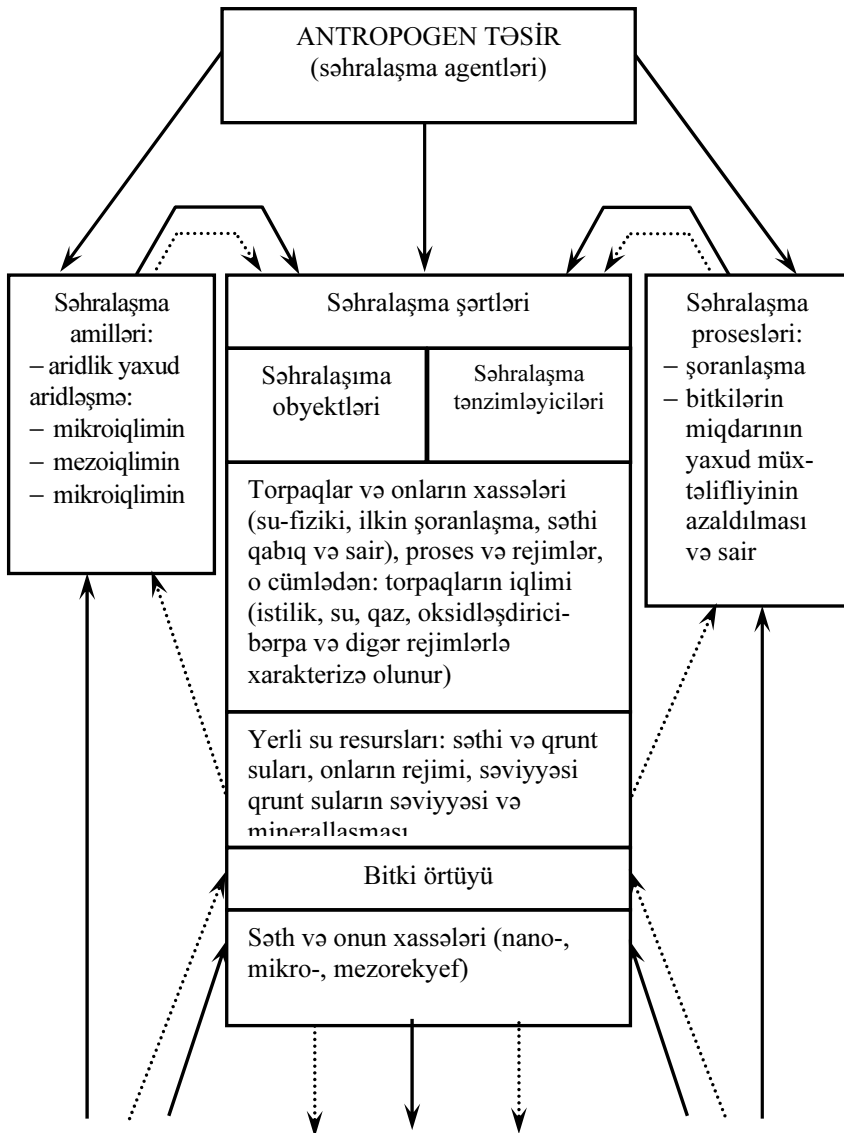 ANTROPOGEN TƏSİR
(səhralaşma agentləri)
Səhralaşma
amilləri:
– aridlik yaxud
aridləşmə:
– mikroiqlimin
– mezoiqlimin
– mikroiqlimin
Səhralaşma şərtləri
Səhralaşıma
obyektləri
Səhralaşma
tənzimləyiciləri
Torpaqlar və onların xassələri
(su-fiziki, ilkin şoranlaşma, səthi
qabıq və sair), proses və rejimlər,
o cümlədən: torpaqların iqlimi
(istilik, su, qaz, oksidləşdirici-
bərpa və digər rejimlərlə
xarakterizə olunur)
Yerli su resursları: səthi və qrunt
suları, onların rejimi, səviyyəsi
qrunt suların səviyyəsi və
minerallaşması
Bitki örtüyü
Səth və onun xassələri (nano-,
mikro-, mezorekyef)
Səhralaşma
prosesləri:
– şoranlaşma
– bitkilərin
miqdarının
yaxud müx-
təlifliyinin
azaldılması
və sair